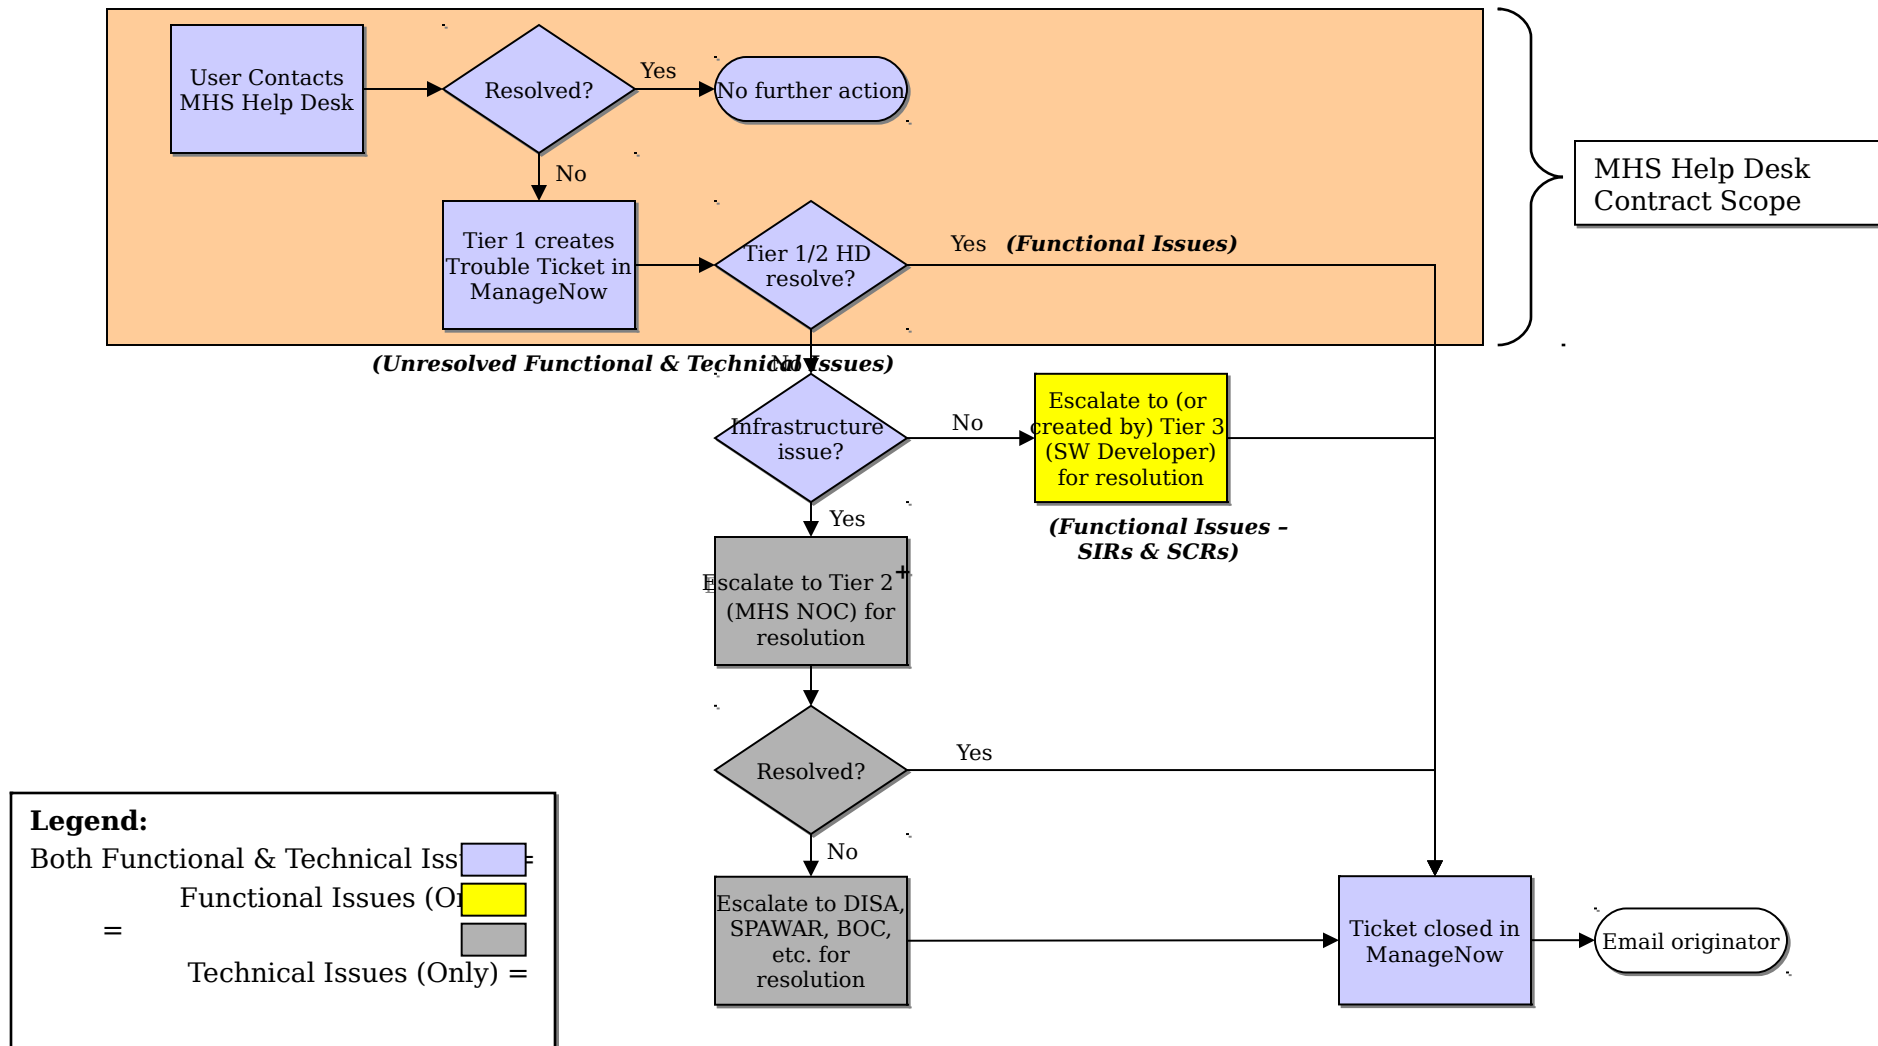 User Contacts
MHS Help Desk
Resolved?
Yes
No further action
No
MHS Help Desk
Contract Scope
Tier 1 creates
Trouble Ticket in
ManageNow
Tier 1/2 HD
resolve?
Yes (Functional Issues)
(Unresolved Functional & Technical Issues)
No
Infrastructure
issue?
No
Escalate to (or
created by) Tier 3
(SW Developer)
for resolution
(Functional Issues –
SIRs & SCRs)
Yes
Escalate to Tier 2 +
(MHS NOC) for
resolution
Resolved?
Yes
No
Escalate to DISA,
SPAWAR, BOC,
etc. for
resolution
Ticket closed in
ManageNow
Email originator
Legend:
Both Functional & Technical =
Functional Issues
=
Technical Issues (Only) =